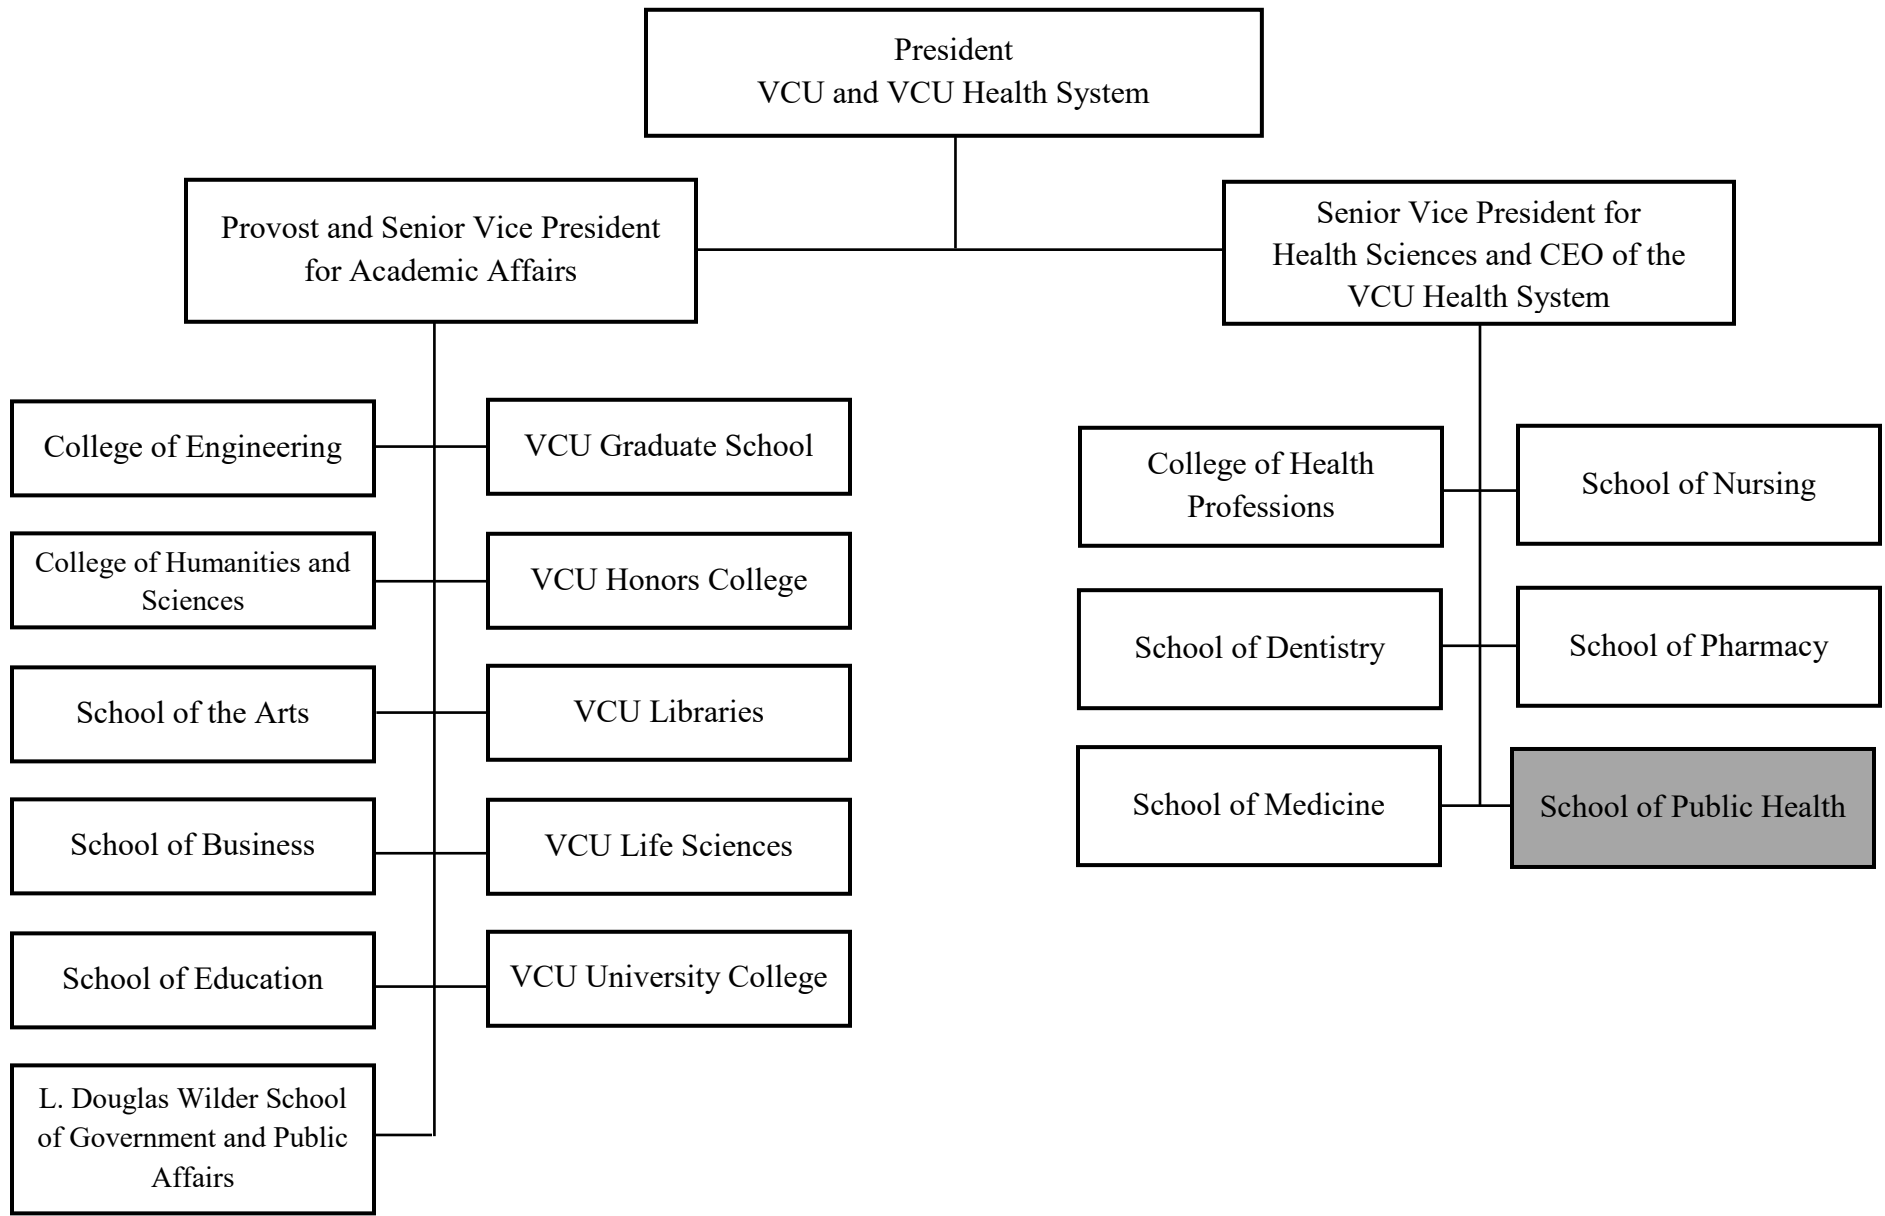 President
VCU and VCU Health System
Provost and Senior Vice President
for Academic Affairs
Senior Vice President for
Health Sciences and CEO of the
VCU Health System
College of Engineering
VCU Graduate School
College of Humanities and
Sciences
VCU Honors College
School of the Arts
VCU Libraries
School of Business
VCU Life Sciences
School of Education
VCU University College
L. Douglas Wilder School
of Government and Public
Affairs
College of Health
Professions
School of Nursing
School of Dentistry
School of Pharmacy
School of Medicine
School of Public Health